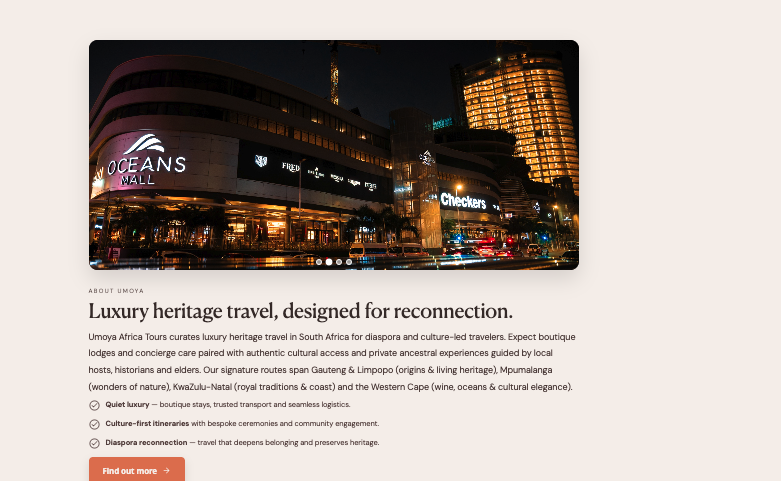 OCEANS
MALL
FRED
Checkers
ABOUT UMOYA
Luxury heritage travel, designed for reconnection.
Umoya Africa Tours curates luxury heritage travel in South Africa for diaspora and culture-led travelers. Expect boutique
lodges and concierge care paired with authentic cultural access and private ancestral experiences guided by local
hosts, historians and elders. Our signature routes span Gauteng & Limpopo (origins & living heritage), Mpumalanga
(wonders of nature), KwaZulu-Natal (royal traditions & coast) and the Western Cape (wine, oceans & cultural elegance).
Quiet luxury — boutique stays, trusted transport and seamless logistics.
Culture-first itineraries with bespoke ceremonies and community engagement.
Diaspora reconnection — travel that deepens belonging and preserves heritage.
Find out more →